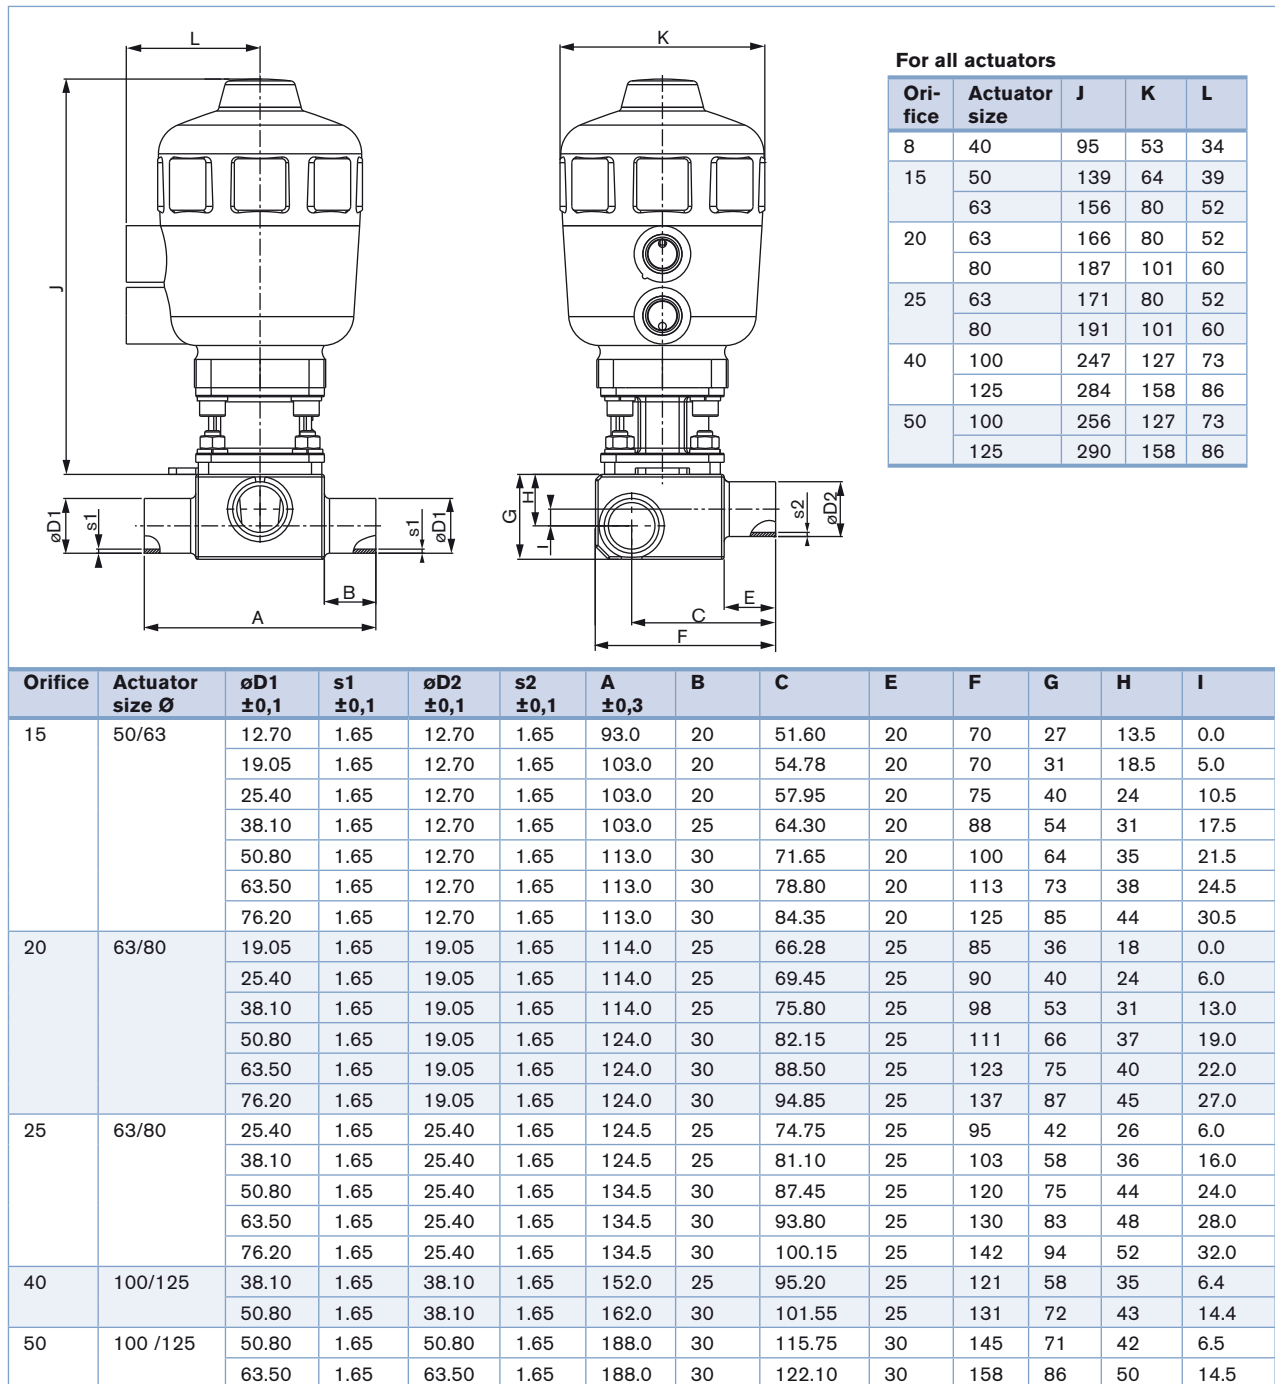 L
K
J
øD1
s1
s1
øD1
B
A
G
H
I
s2
øD2
E
C
F
For all actuators
Ori-fice Actuator size J K L
8 40 95 53 34
15 50 139 64 39
63 156 80 52
20 63 166 80 52
80 187 101 60
25 63 171 80 52
80 191 101 60
40 100 247 127 73
125 284 158 86
50 100 256 127 73
125 290 158 86
Orifice Actuator size Ø øD1 ±0,1 s1 ±0,1 øD2 ±0,1 s2 ±0,1 A ±0,3 B C E F G H I
15 50/63 12.70 1.65 12.70 1.65 93.0 20 51.60 20 70 27 13.5 0.0
19.05 1.65 12.70 1.65 103.0 20 54.78 20 70 31 18.5 5.0
25.40 1.65 12.70 1.65 103.0 20 57.95 20 75 40 24 10.5
38.10 1.65 12.70 1.65 103.0 25 64.30 20 88 54 31 17.5
50.80 1.65 12.70 1.65 113.0 30 71.65 20 100 64 35 21.5
63.50 1.65 12.70 1.65 113.0 30 78.80 20 113 73 38 24.5
76.20 1.65 12.70 1.65 113.0 30 84.35 20 125 85 44 30.5
20 63/80 19.05 1.65 19.05 1.65 114.0 25 66.28 25 85 36 18 0.0
25.40 1.65 19.05 1.65 114.0 25 69.45 25 90 40 24 6.0
38.10 1.65 19.05 1.65 114.0 25 75.80 25 98 53 31 13.0
50.80 1.65 19.05 1.65 124.0 30 82.15 25 111 66 37 19.0
63.50 1.65 19.05 1.65 124.0 30 88.50 25 123 75 40 22.0
76.20 1.65 19.05 1.65 124.0 30 94.85 25 137 87 45 27.0
25 63/80 25.40 1.65 25.40 1.65 124.5 25 74.75 25 95 42 26 6.0
38.10 1.65 25.40 1.65 124.5 25 81.10 25 103 58 36 16.0
50.80 1.65 25.40 1.65 134.5 30 87.45 25 120 75 44 24.0
63.50 1.65 25.40 1.65 134.5 30 93.80 25 130 83 48 28.0
76.20 1.65 25.40 1.65 134.5 30 100.15 25 142 94 52 32.0
40 100/125 38.10 1.65 38.10 1.65 152.0 25 95.20 25 121 58 35 6.4
50.80 1.65 38.10 1.65 162.0 30 101.55 25 131 72 43 14.4
50 100 /125 50.80 1.65 50.80 1.65 188.0 30 115.75 30 145 71 42 6.5
63.50 1.65 63.50 1.65 188.0 30 122.10 30 158 86 50 14.5